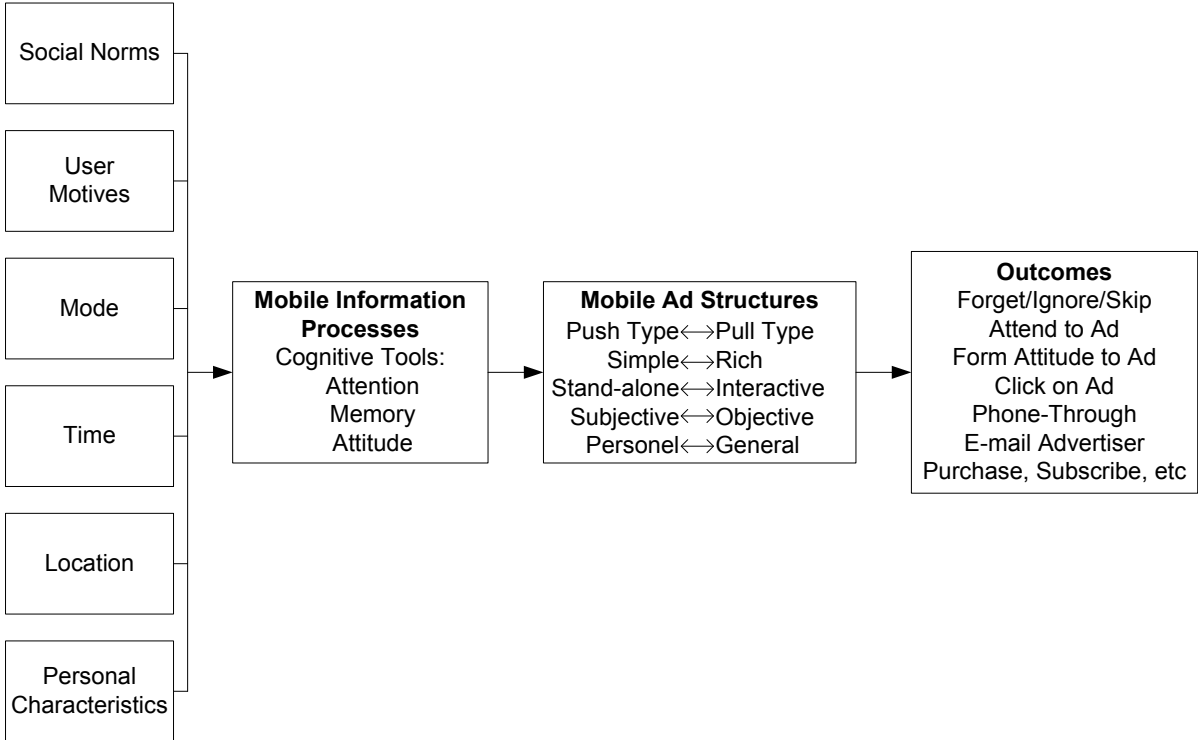 Social Norms
User
Motives
Mode
Time
Location
Personal
Characteristics
Mobile Information
Processes
Cognitive Tools:
Attention
Memory
Attitude
Mobile Ad Structures
Push Type↔Pull Type
Simple↔Rich
Stand-alone↔Interactive
Subjective↔Objective
Personel↔General
Outcomes
Forget/Ignore/Skip
Attend to Ad
Form Attitude to Ad
Click on Ad
Phone-Through
E-mail Advertiser
Purchase, Subscribe, etc